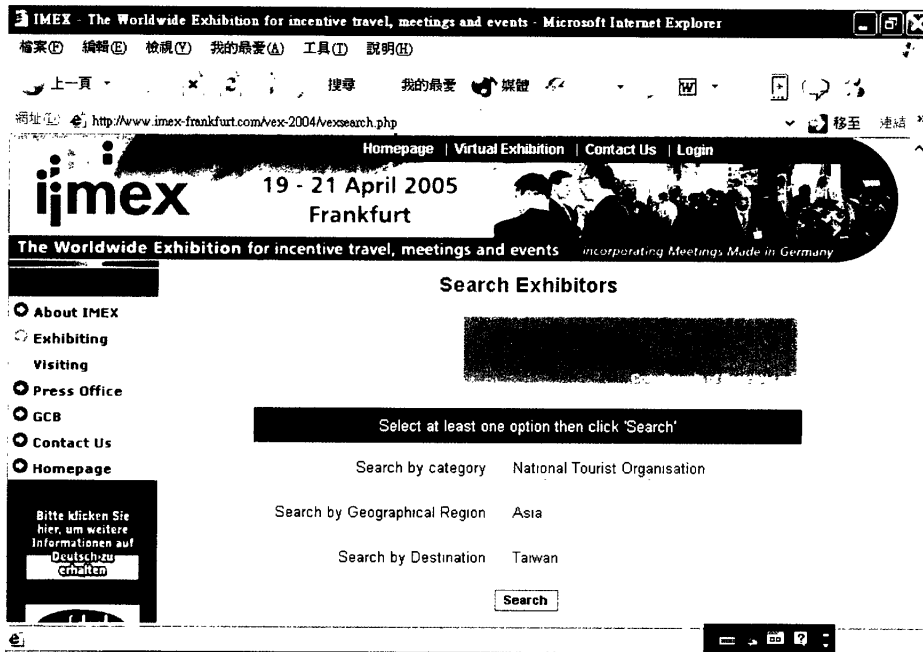 IMEX - The Worldwide Exhibition for incentive travel, meetings and events - Microsoft Internet Explorer
檔案(F) 編輯(E) 檢視(V) 我的最愛(A) 工具(T) 說明(H)
上一頁 搜尋 我的最愛 媒體
網址(D) http://www.imex-frankfurt.com/vex-2004/vexsearch.php 移至 連結
Homepage | Virtual Exhibition | Contact Us | Login
imex
19 - 21 April 2005
Frankfurt
The Worldwide Exhibition for incentive travel, meetings and events incorporating Meetings Made in Germany
Search Exhibitors
About IMEX
Exhibiting
Visiting
Press Office
GCB
Contact Us
Homepage
Select at least one option then click 'Search'
Search by category National Tourist Organisation
Search by Geographical Region Asia
Search by Destination Taiwan
Search
Bitte klicken Sie
hier, um weitere
Informationen auf
Deutsch zu
erhalten